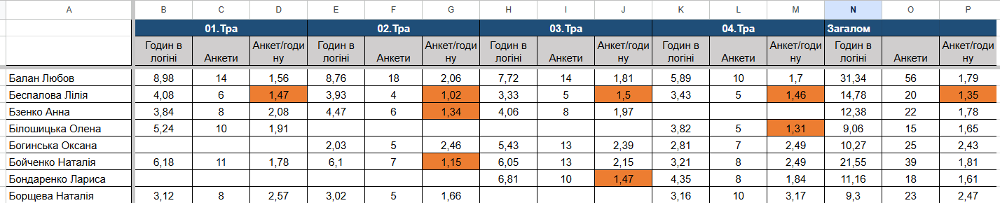 A B C D E F G H I J K L M N O P
01.Тра 02.Тра 03.Тра 04.Тра Загалом
Годин в логіні Анкети Анкет/годину Годин в логіні Анкети Анкет/годину Годин в логіні Анкети Анкет/годину Годин в логіні Анкети Анкет/годину Годин в логіні Анкети Анкет/годину
Балан Любов 8,98 14 1,56 8,76 18 2,06 7,72 14 1,81 5,89 10 1,7 31,34 56 1,79
Беспалова Лілія 4,08 6 1,47 3,93 4 1,02 3,33 5 1,5 3,43 5 1,46 14,78 20 1,35
Бзенко Анна 3,84 8 2,08 4,47 6 1,34 4,06 8 1,97 12,38 22 1,78
Білошицька Олена 5,24 10 1,91 3,82 5 1,31 9,06 15 1,65
Богинська Оксана 2,03 5 2,46 5,43 13 2,39 2,81 7 2,49 10,27 25 2,43
Бойченко Наталія 6,18 11 1,78 6,1 7 1,15 6,05 13 2,15 3,21 8 2,49 21,55 39 1,81
Бондаренко Лариса 6,81 10 1,47 4,35 8 1,84 11,16 18 1,61
Борщева Наталія 3,12 8 2,57 3,02 5 1,66 3,16 10 3,17 9,3 23 2,47